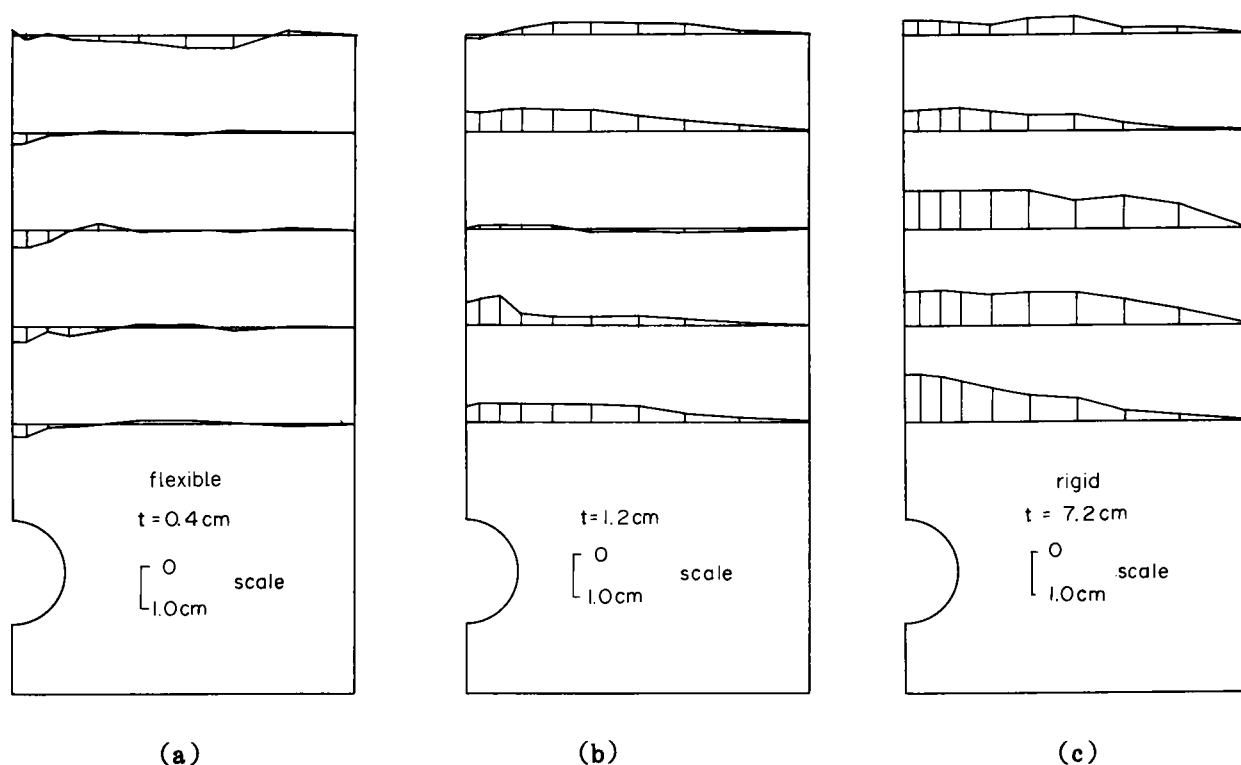 flexible
t = 0.4 cm
0
1.0 cm
scale
t = 1.2 cm
0
1.0 cm
scale
rigid
t = 7.2 cm
0
1.0 cm
scale
(a)
(b)
(c)